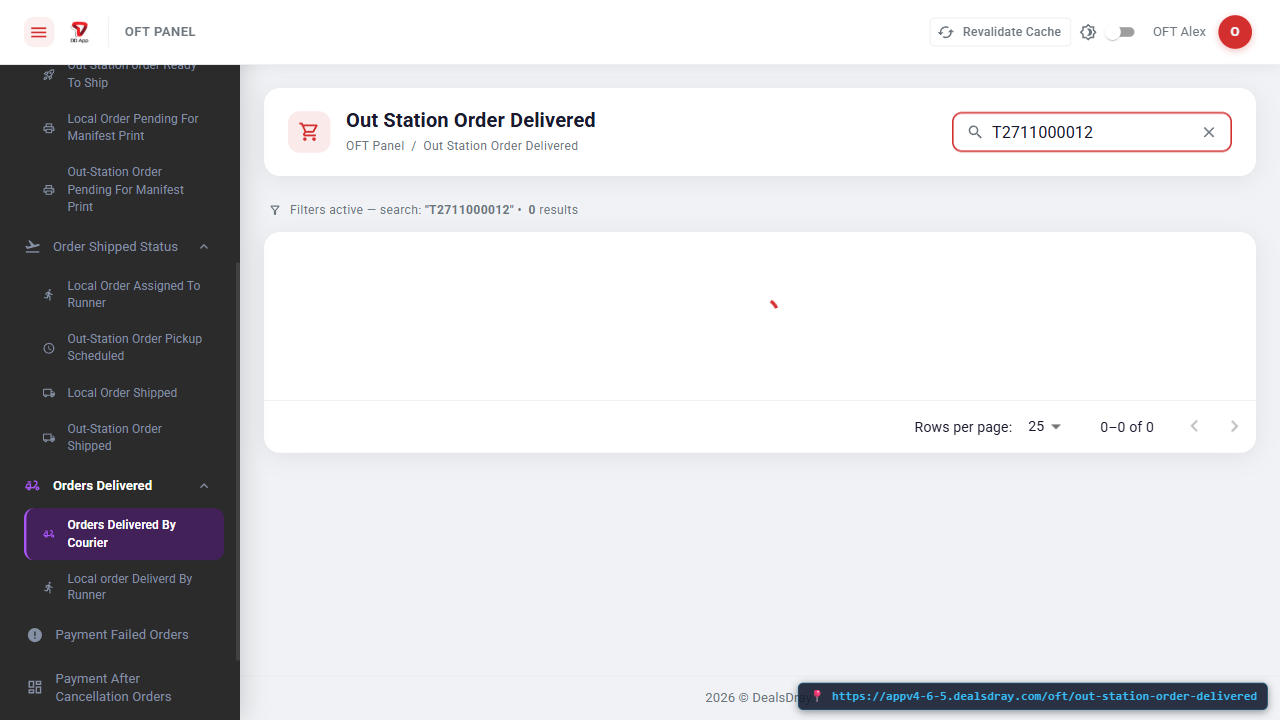 DD App
OFT PANEL
Revalidate Cache
OFT Alex
O
Out Station Order Ready
To Ship
Local Order Pending For
Manifest Print
Out-Station Order
Pending For Manifest
Print
Order Shipped Status
Local Order Assigned To
Runner
Out-Station Order Pickup
Scheduled
Local Order Shipped
Out-Station Order
Shipped
Orders Delivered
Orders Delivered By
Courier
Local order Deliverd By
Runner
Payment Failed Orders
Payment After
Cancellation Orders
Out Station Order Delivered
OFT Panel / Out Station Order Delivered
T2711000012
Filters active — search: "T2711000012" • 0 results
Rows per page: 25 0–0 of 0
2026 © DealsDray
https://appv4-6-5.dealsdray.com/oft/out-station-order-delivered